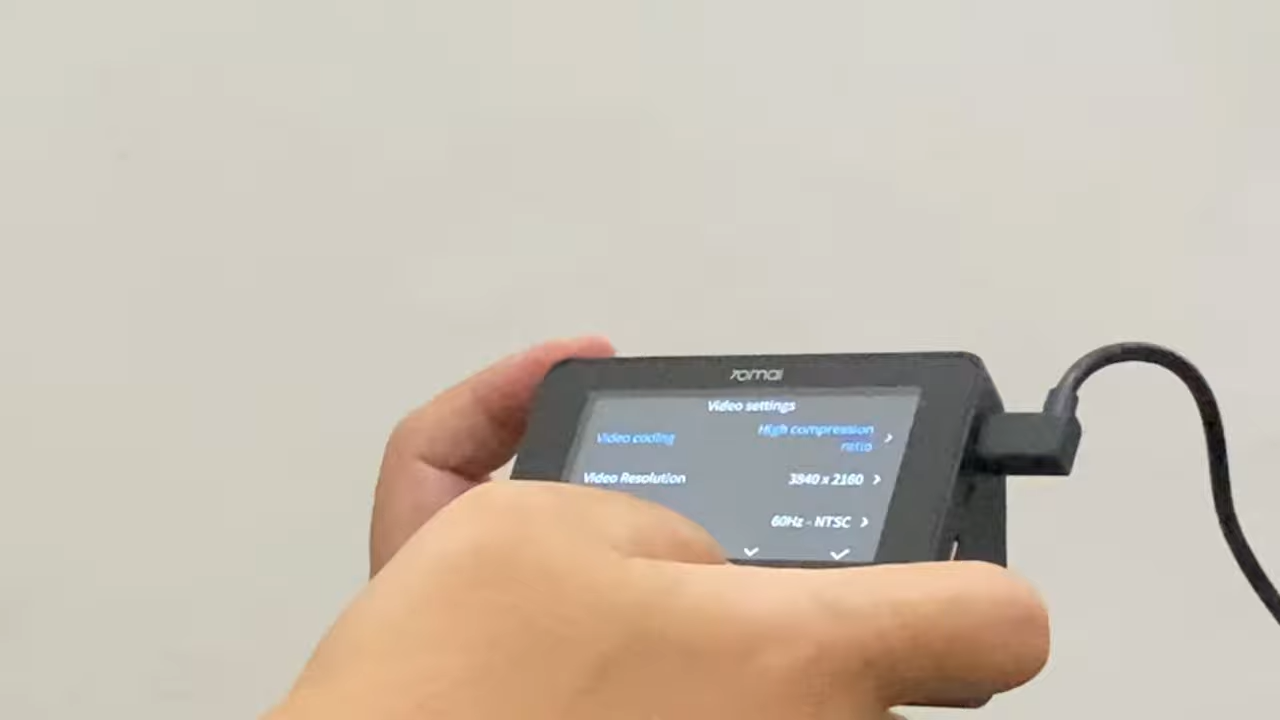 70mai
Video settings
Video coding High compression
ratio
Video Resolution 3840 x 2160
60Hz - NTSC